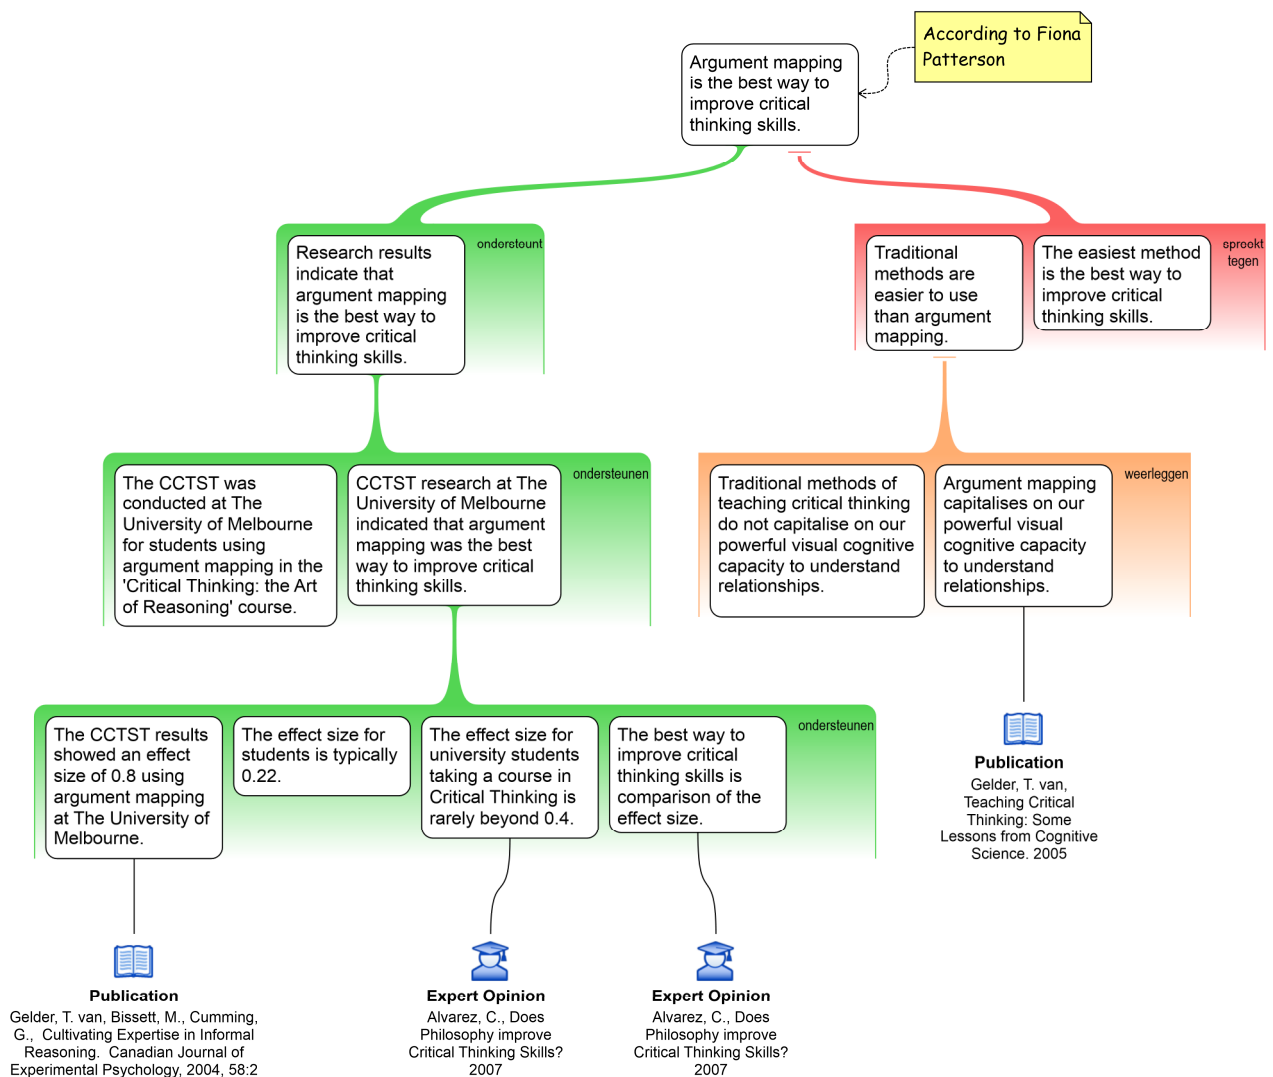 According to Fiona
Patterson
Argument mapping
is the best way to
improve critical
thinking skills.
ondersteunt
Research results
indicate that
argument mapping
is the best way to
improve critical
thinking skills.
spreekt
tegen
Traditional
methods are
easier to use
than argument
mapping.
The easiest method
is the best way to
improve critical
thinking skills.
ondersteunen
The CCTST was
conducted at The
University of Melbourne
for students using
argument mapping in the
'Critical Thinking: the Art
of Reasoning' course.
CCTST research at The
University of Melbourne
indicated that argument
mapping was the best
way to improve critical
thinking skills.
weerleggen
Traditional methods of
teaching critical thinking
do not capitalise on our
powerful visual cognitive
capacity to understand
relationships.
Argument mapping
capitalises on our
powerful visual
cognitive capacity
to understand
relationships.
ondersteunen
The CCTST results
showed an effect
size of 0.8 using
argument mapping
at The University of
Melbourne.
The effect size for
students is typically
0.22.
The effect size for
university students
taking a course in
Critical Thinking is
rarely beyond 0.4.
The best way to
improve critical
thinking skills is
comparison of the
effect size.
Publication
Gelder, T. van,
Teaching Critical
Thinking: Some
Lessons from Cognitive
Science. 2005
Publication
Gelder, T. van, Bissett, M., Cumming,
G., Cultivating Expertise in Informal
Reasoning. Canadian Journal of
Experimental Psychology, 2004, 58:2
Expert Opinion
Alvarez, C., Does
Philosophy improve
Critical Thinking Skills?
2007
Expert Opinion
Alvarez, C., Does
Philosophy improve
Critical Thinking Skills?
2007